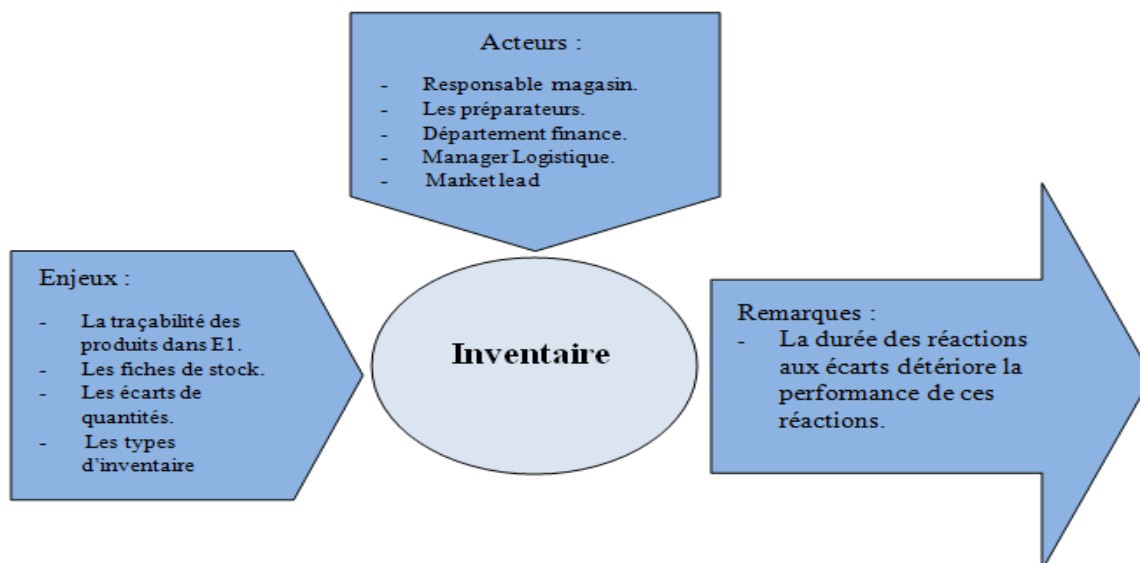 Acteurs :
- Responsable magasin.
- Les préparateurs.
- Département finance.
- Manager Logistique.
- Market lead
Enjeux :
- La traçabilité des
produits dans E1.
- Les fiches de stock.
- Les écarts de
quantités.
- Les types
d'inventaire
Inventaire
Remarques :
- La durée des réactions
aux écarts détériore la
performance de ces
réactions.